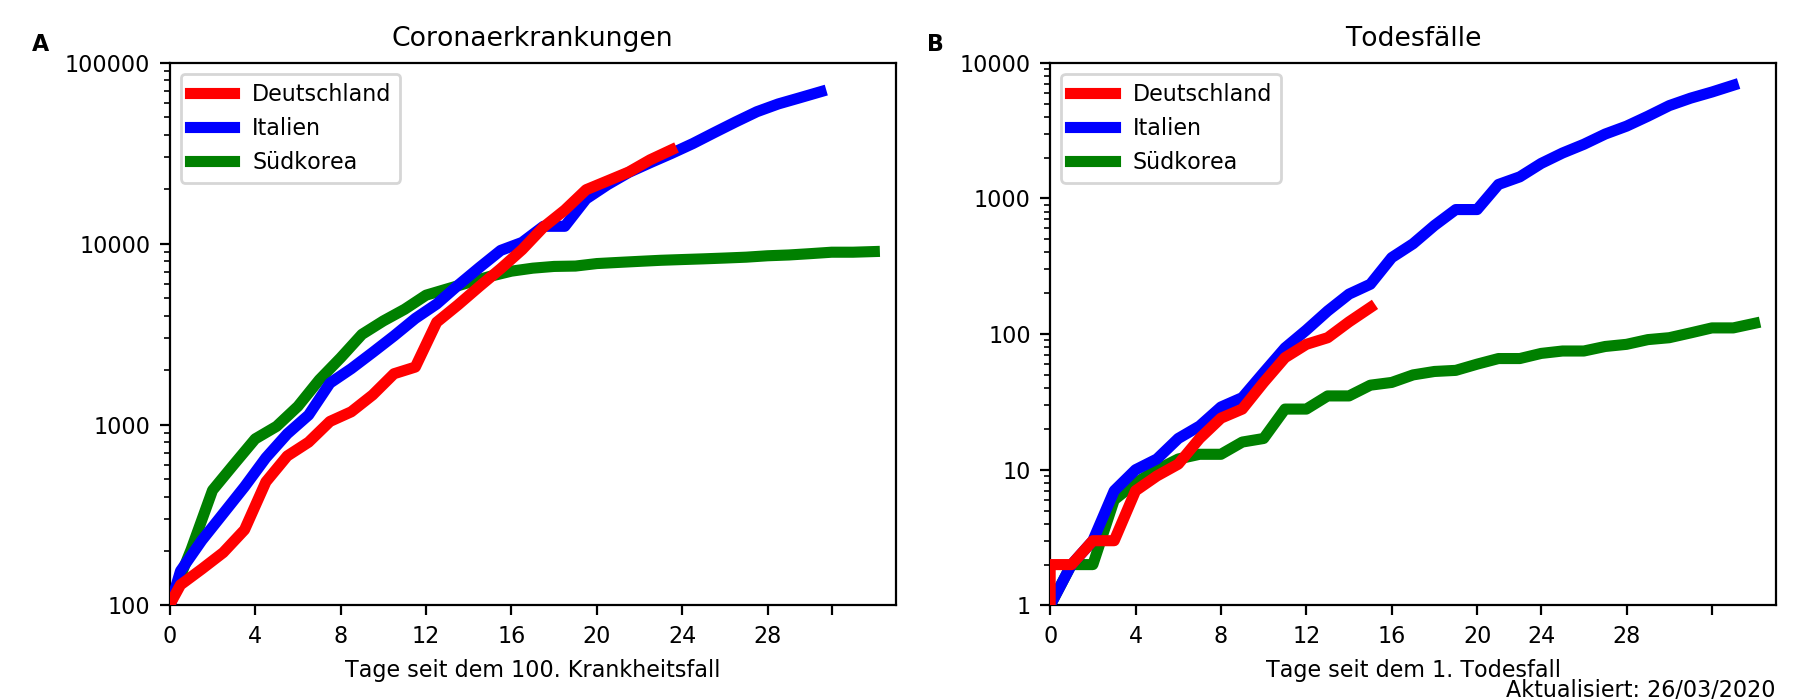 A
Coronaerkrankungen
100000
10000
1000
100
Deutschland
Italien
Südkorea
0 4 8 12 16 20 24 28
Tage seit dem 100. Krankheitsfall
B
Todesfälle
10000
1000
100
10
1
Deutschland
Italien
Südkorea
0 4 8 12 16 20 24 28
Tage seit dem 1. Todesfall
Aktualisiert: 26/03/2020